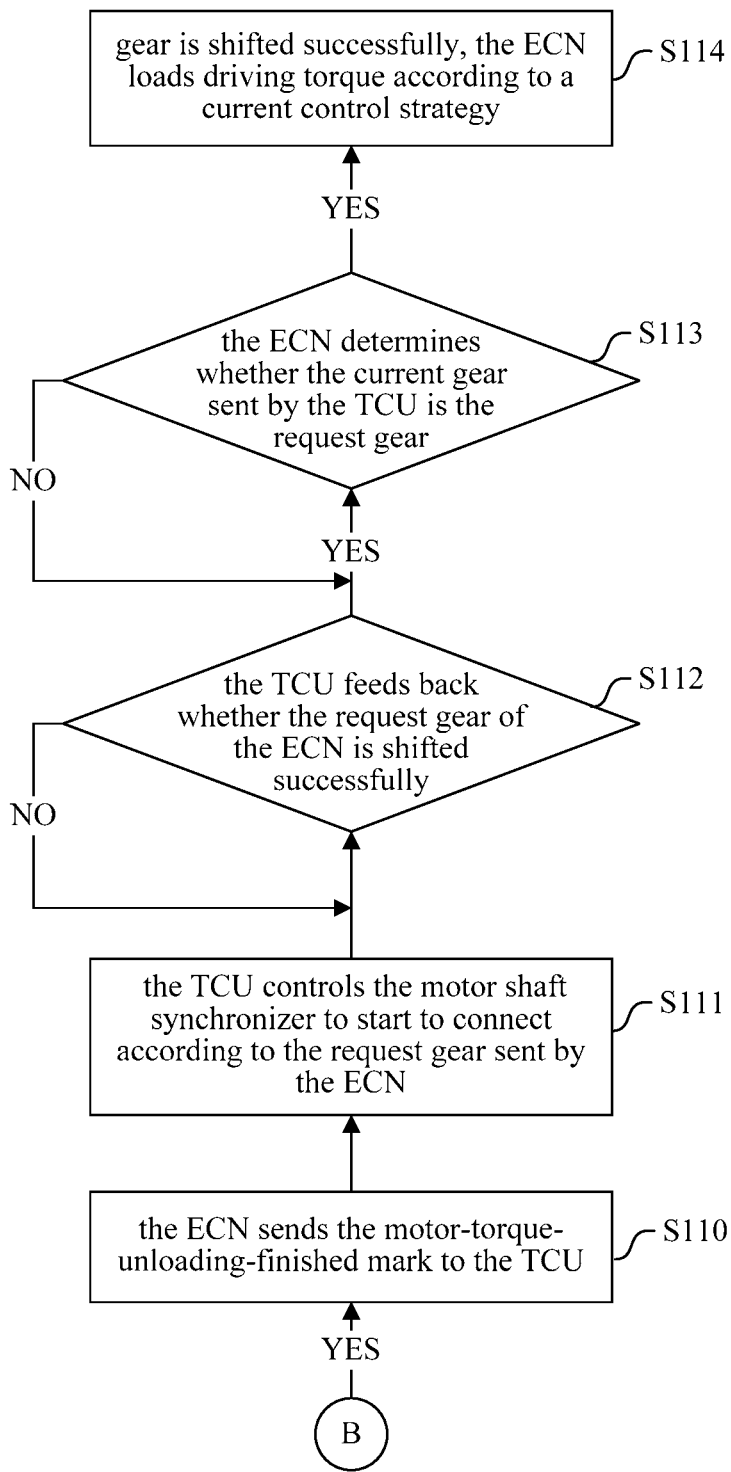 gear is shifted successfully, the ECN
loads driving torque according to a
current control strategy
S114
YES
the ECN determines
whether the current gear
sent by the TCU is the
request gear
S113
NO
YES
the TCU feeds back
whether the request gear of
the ECN is shifted
successfully
S112
NO
the TCU controls the motor shaft
synchronizer to start to connect
according to the request gear sent by
the ECN
S111
the ECN sends the motor-torque-
unloading-finished mark to the TCU
S110
YES
B